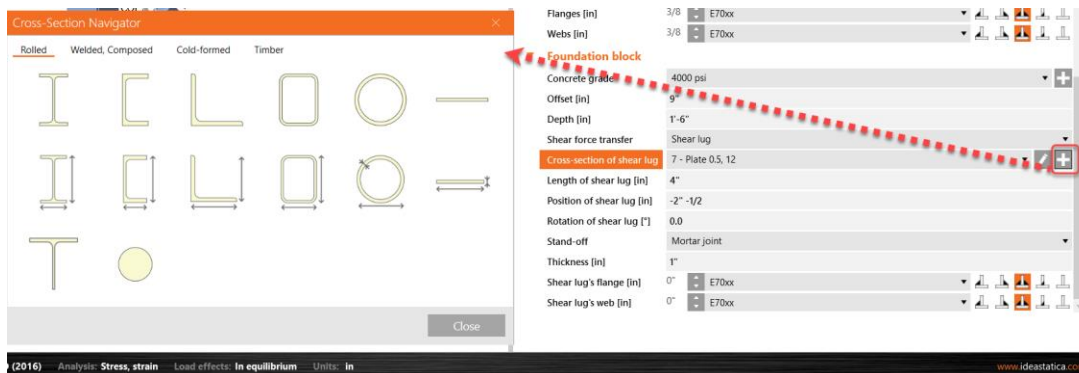 Cross-Section Navigator
Rolled Welded, Composed Cold-formed Timber
Close
Flanges [in] 3/8 E70xx
Webs [in] 3/8 E70xx
Foundation block
Concrete grade 4000 psi
Offset [in] 9"
Depth [in] 1'-6"
Shear force transfer Shear lug
Cross-section of shear lug 7 - Plate 0.5, 12
Length of shear lug [in] 4"
Position of shear lug [in] -2" -1/2
Rotation of shear lug [°] 0.0
Stand-off Mortar joint
Thickness [in] 1"
Shear lug's flange [in] 0" E70xx
Shear lug's web [in] 0" E70xx
(2016) Analysis: Stress, strain Load effects: In equilibrium Units: in
www.ideastatica.co